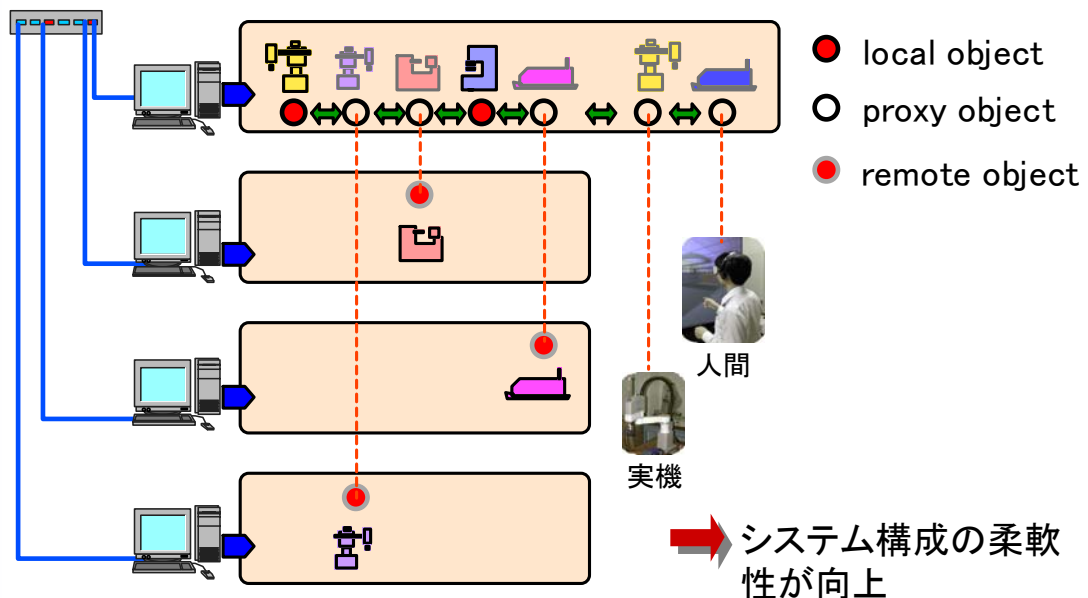 local object
proxy object
remote object
人間
実機
システム構成の柔軟
性が向上